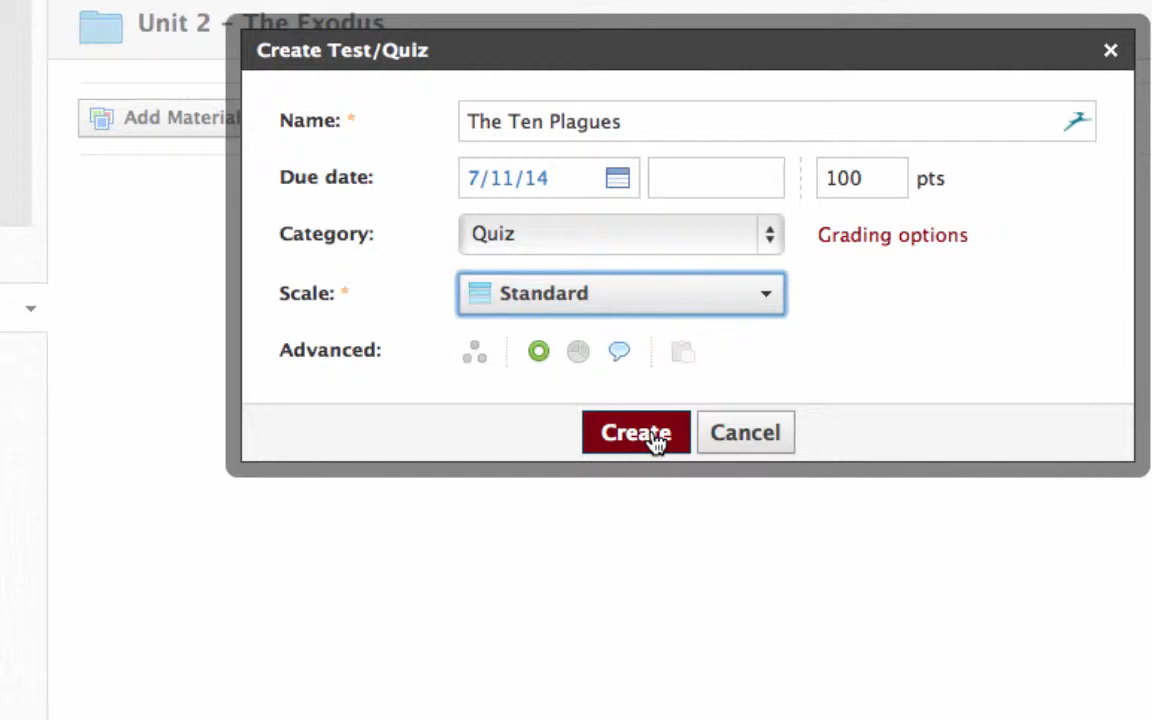 Unit 2 - The Exodus
Create Test/Quiz
Add Material
Name: *
The Ten Plagues
Due date:
7/11/14
100
pts
Category:
Quiz
Grading options
Scale: *
Standard
Advanced:
Create
Cancel